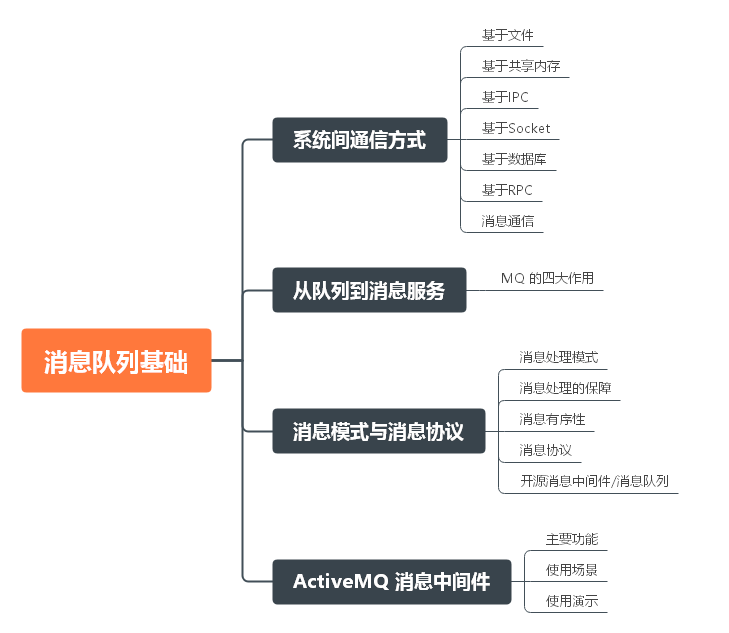 消息队列基础
系统间通信方式
基于文件
基于共享内存
基于IPC
基于Socket
基于数据库
基于RPC
消息通信
从队列到消息服务
MQ 的四大作用
消息模式与消息协议
消息处理模式
消息处理的保障
消息有序性
消息协议
开源消息中间件/消息队列
ActiveMQ 消息中间件
主要功能
使用场景
使用演示